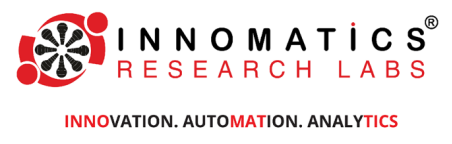 INNOMATiCS®
RESEARCH LABS
INNOVATION. AUTOMATION. ANALYTICS